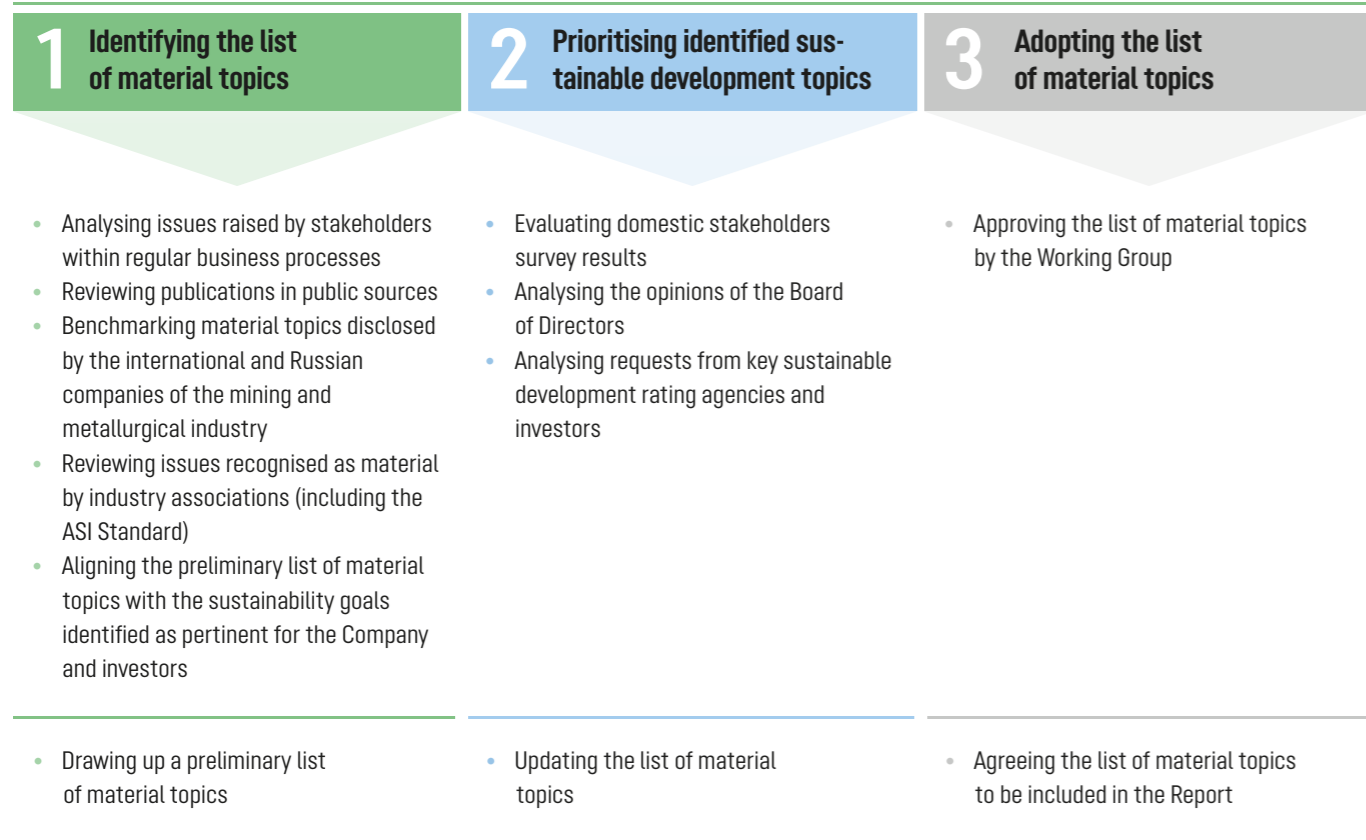 1
Identifying the list
of material topics
2
Prioritising identified sus-
tainable development topics
3
Adopting the list
of material topics
• Analysing issues raised by stakeholders
within regular business processes
• Reviewing publications in public sources
• Benchmarking material topics disclosed
by the international and Russian
companies of the mining and
metallurgical industry
• Reviewing issues recognised as material
by industry associations (including the
ASI Standard)
• Aligning the preliminary list of material
topics with the sustainability goals
identified as pertinent for the Company
and investors
• Evaluating domestic stakeholders
survey results
• Analysing the opinions of the Board
of Directors
• Analysing requests from key sustainable
development rating agencies and
investors
• Approving the list of material topics
by the Working Group
• Drawing up a preliminary list
of material topics
• Updating the list of material
topics
• Agreeing the list of material topics
to be included in the Report